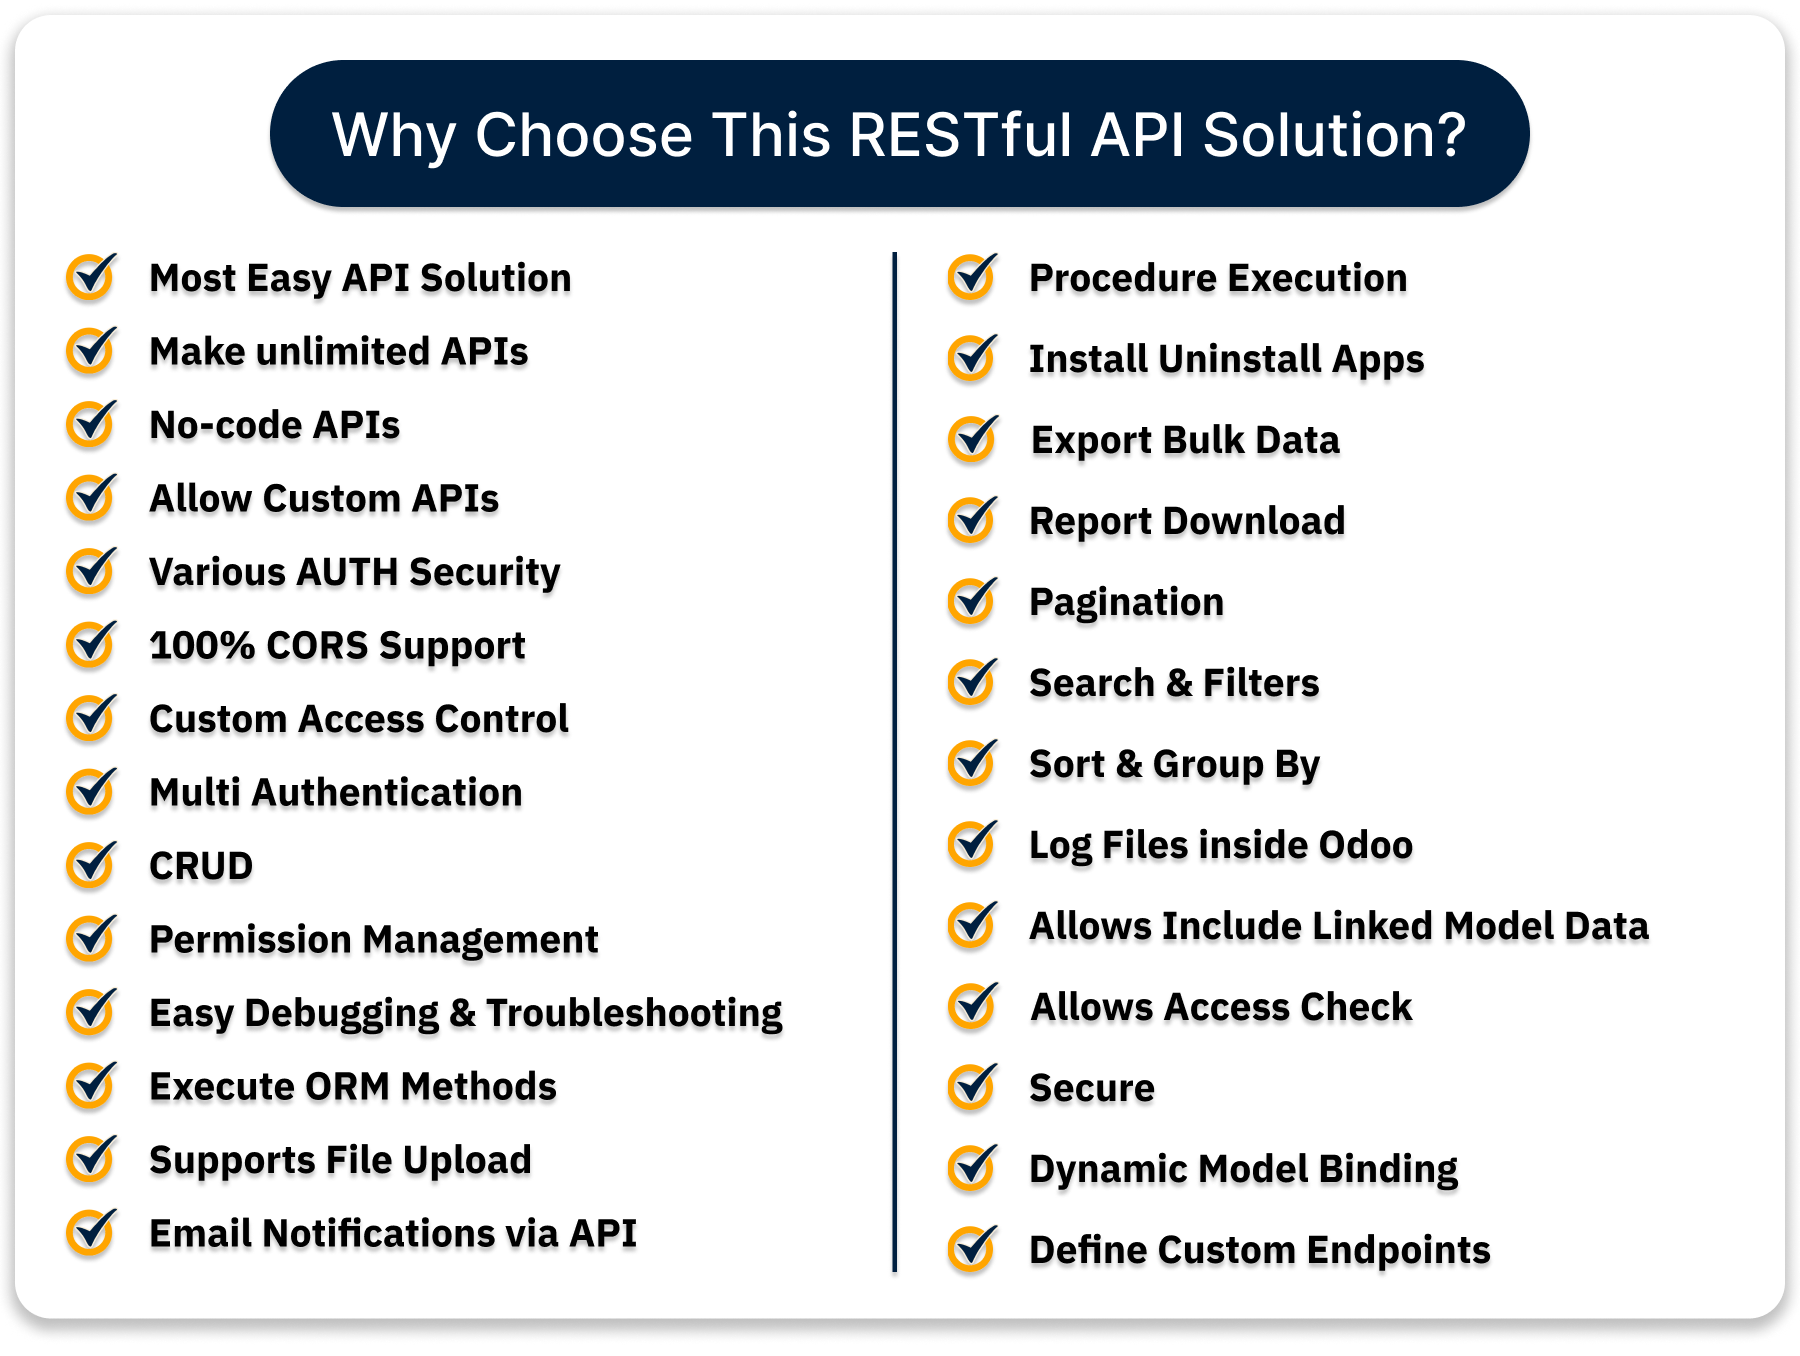 Why Choose This RESTful API Solution?
Most Easy API Solution
Make unlimited APIs
No-code APIs
Allow Custom APIs
Various AUTH Security
100% CORS Support
Custom Access Control
Multi Authentication
CRUD
Permission Management
Easy Debugging & Troubleshooting
Execute ORM Methods
Supports File Upload
Email Notifications via API
Procedure Execution
Install Uninstall Apps
Export Bulk Data
Report Download
Pagination
Search & Filters
Sort & Group By
Log Files inside Odoo
Allows Include Linked Model Data
Allows Access Check
Secure
Dynamic Model Binding
Define Custom Endpoints